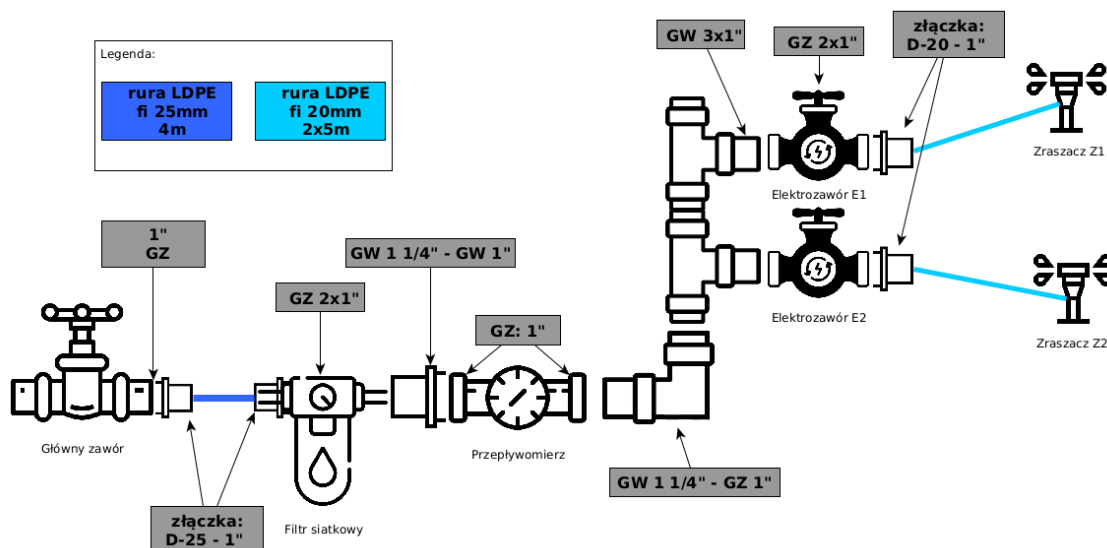 Legenda:
rura LDPE
fi 25mm
4m
rura LDPE
fi 20mm
2x5m
GW 3x1"
GZ 2x1"
złączka:
D-20 - 1"
Zraszacz Z1
Elektrozawór E1
1"
GZ
GW 1 1/4" - GW 1"
GZ 2x1"
GZ: 1"
Elektrozawór E2
Zraszacz Z2
Główny zawór
Przepływomierz
GW 1 1/4" - GZ 1"
złączka:
D-25 - 1"
Filtr siatkowy